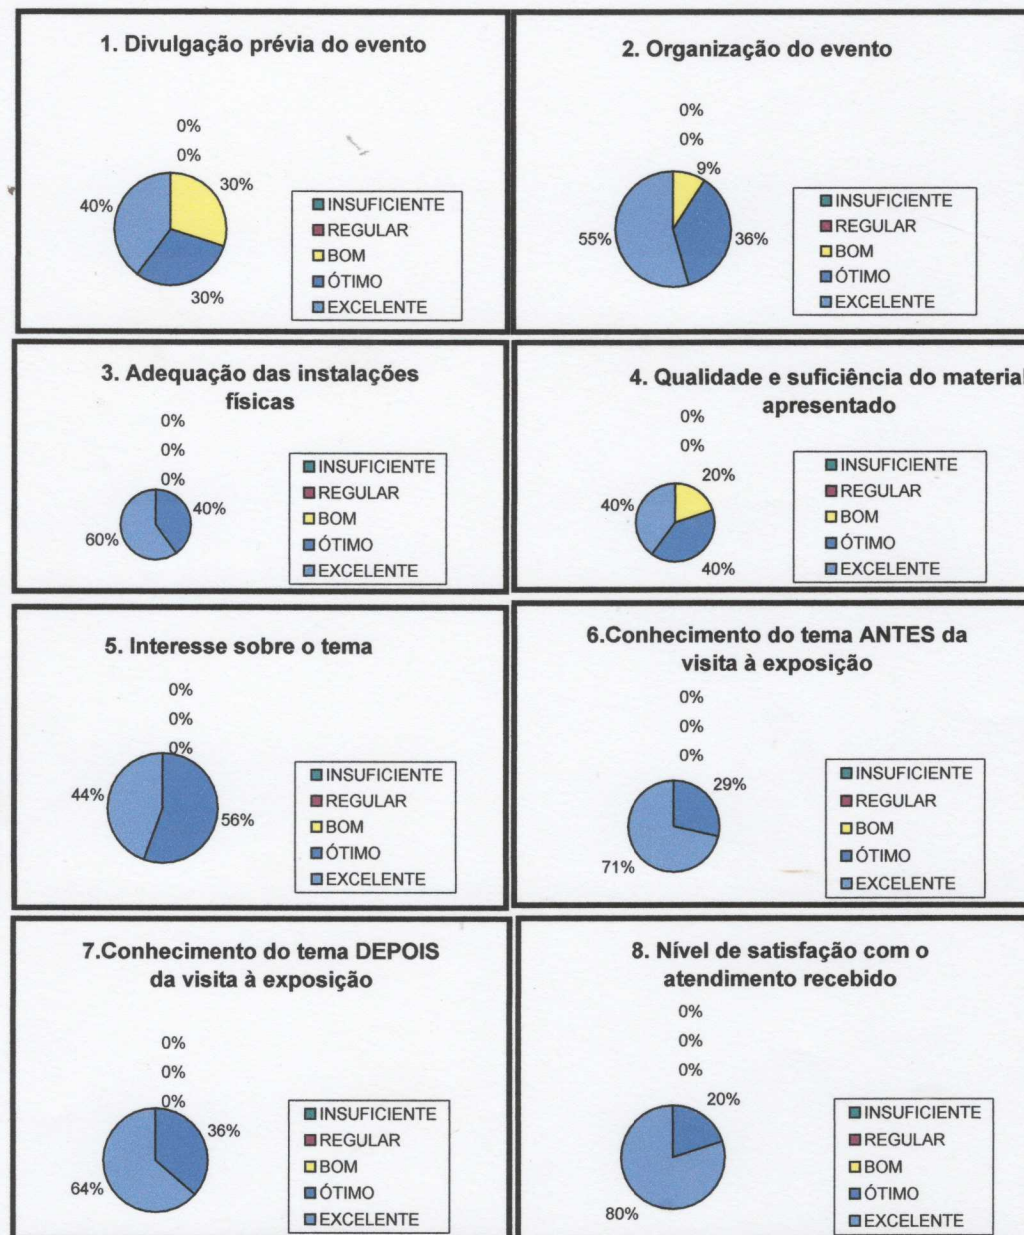 1. Divulgação prévia do evento
0%
0%
30%
40%
30%
INSUFICIENTE
REGULAR
BOM
ÓTIMO
EXCELENTE
2. Organização do evento
0%
0%
9%
55%
36%
INSUFICIENTE
REGULAR
BOM
ÓTIMO
EXCELENTE
3. Adequação das instalações
físicas
0%
0%
0%
40%
60%
INSUFICIENTE
REGULAR
BOM
ÓTIMO
EXCELENTE
4. Qualidade e suficiência do material
apresentado
0%
0%
20%
40%
40%
INSUFICIENTE
REGULAR
BOM
ÓTIMO
EXCELENTE
5. Interesse sobre o tema
0%
0%
0%
44%
56%
INSUFICIENTE
REGULAR
BOM
ÓTIMO
EXCELENTE
6.Conhecimento do tema ANTES da
visita à exposição
0%
0%
0%
29%
71%
INSUFICIENTE
REGULAR
BOM
ÓTIMO
EXCELENTE
7.Conhecimento do tema DEPOIS
da visita à exposição
0%
0%
0%
36%
64%
INSUFICIENTE
REGULAR
BOM
ÓTIMO
EXCELENTE
8. Nível de satisfação com o
atendimento recebido
0%
0%
0%
20%
80%
INSUFICIENTE
REGULAR
BOM
ÓTIMO
EXCELENTE